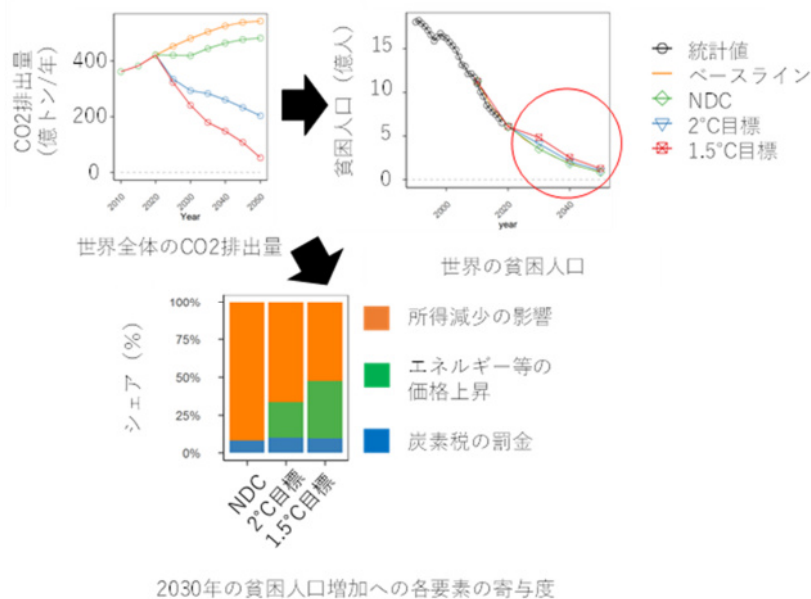 CO2排出量
(億トン/年)
400
200
0
2010
2020
2030
2040
2050
Year
世界全体のCO2排出量
貧困人口（億人）
15
10
5
0
2000
2020
2040
year
世界の貧困人口
統計値
ベースライン
NDC
2°C目標
1.5°C目標
シェア（%）
100%
75%
50%
25%
0%
NDC
2°C目標
1.5°C目標
所得減少の影響
エネルギー等の
価格上昇
炭素税の罰金
2030年の貧困人口増加への各要素の寄与度